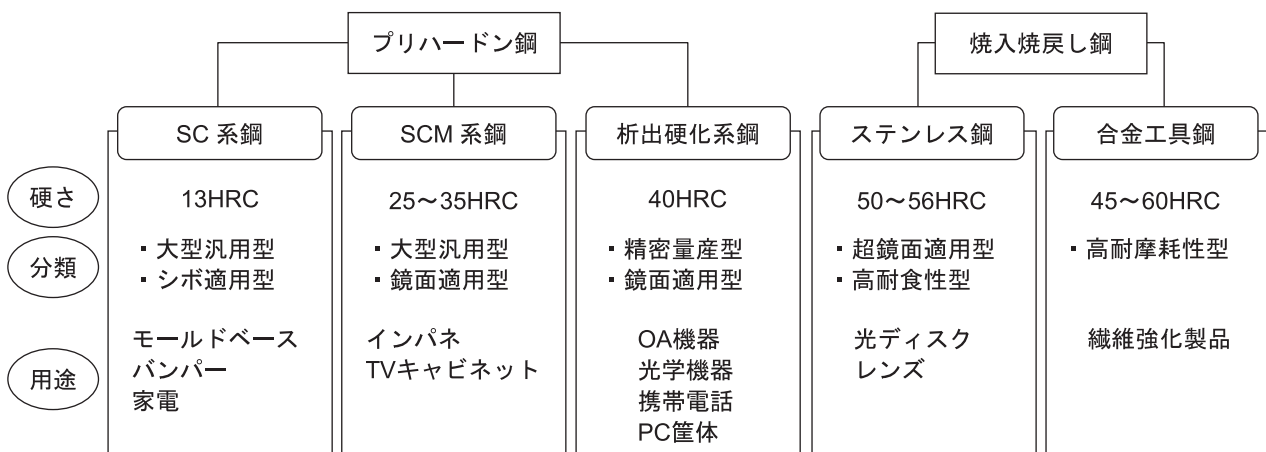 プリハードン鋼
焼入焼戻し鋼
SC 系鋼
SCM 系鋼
析出硬化系鋼
ステンレス鋼
合金工具鋼
硬さ
13HRC
25〜35HRC
40HRC
50〜56HRC
45〜60HRC
分類
・大型汎用型
・シボ適用型
・大型汎用型
・鏡面適用型
・精密量産型
・鏡面適用型
・超鏡面適用型
・高耐食性型
・高耐摩耗性型
用途
モールドベース
バンパー
家電
インパネ
TVキャビネット
OA機器
光学機器
携帯電話
PC筐体
光ディスク
レンズ
繊維強化製品